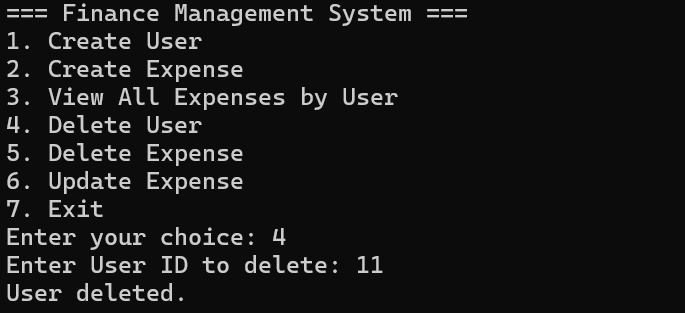 === Finance Management System ===
1. Create User
2. Create Expense
3. View All Expenses by User
4. Delete User
5. Delete Expense
6. Update Expense
7. Exit
Enter your choice: 4
Enter User ID to delete: 11
User deleted.